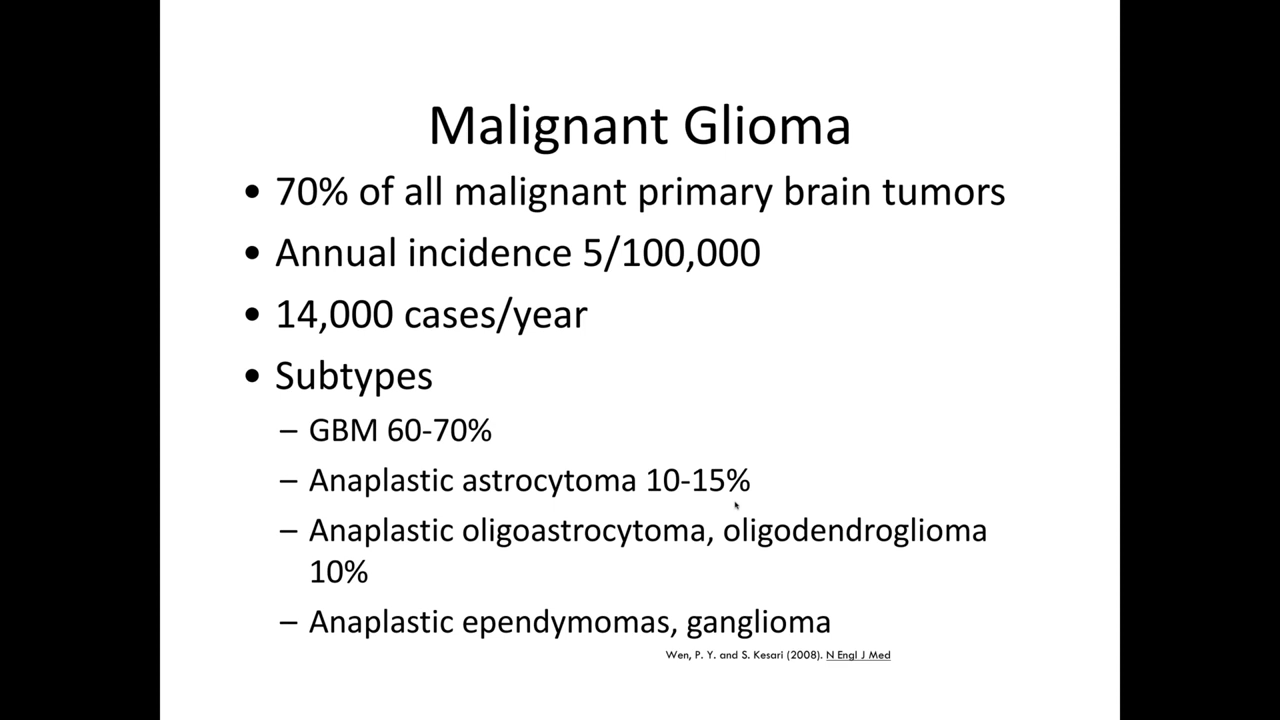 Malignant Glioma
• 70% of all malignant primary brain tumors
• Annual incidence 5/100,000
• 14,000 cases/year
• Subtypes
– GBM 60-70%
– Anaplastic astrocytoma 10-15%
– Anaplastic oligoastrocytoma, oligodendroglioma
10%
– Anaplastic ependymomas, ganglioma
Wen, P. Y. and S. Kesari (2008). N Engl J Med